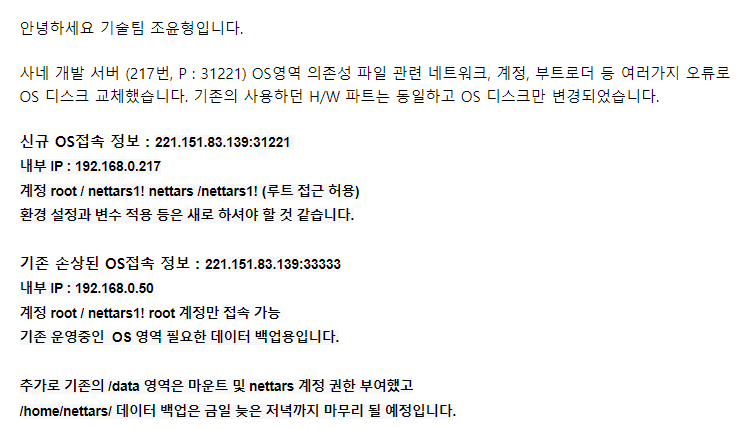 안녕하세요 기술팀 조윤형입니다.
사네 개발 서버 (217번, P : 31221) OS영역 의존성 파일 관련 네트워크, 계정, 부트로더 등 여러가지 오류로
OS 디스크 교체했습니다. 기존의 사용하던 H/W 파트는 동일하고 OS 디스크만 변경되었습니다.
신규 OS접속 정보 : 221.151.83.139:31221
내부 IP : 192.168.0.217
계정 root / nettars1! nettars /nettars1! (루트 접근 허용)
환경 설정과 변수 적용 등은 새로 하셔야 할 것 같습니다.
기존 손상된 OS접속 정보 : 221.151.83.139:33333
내부 IP : 192.168.0.50
계정 root / nettars1! root 계정만 접속 가능
기존 운영중인 OS 영역 필요한 데이터 백업용입니다.
추가로 기존의 /data 영역은 마운트 및 nettars 계정 권한 부여했고
/home/nettars/ 데이터 백업은 금일 늦은 저녁까지 마무리 될 예정입니다.